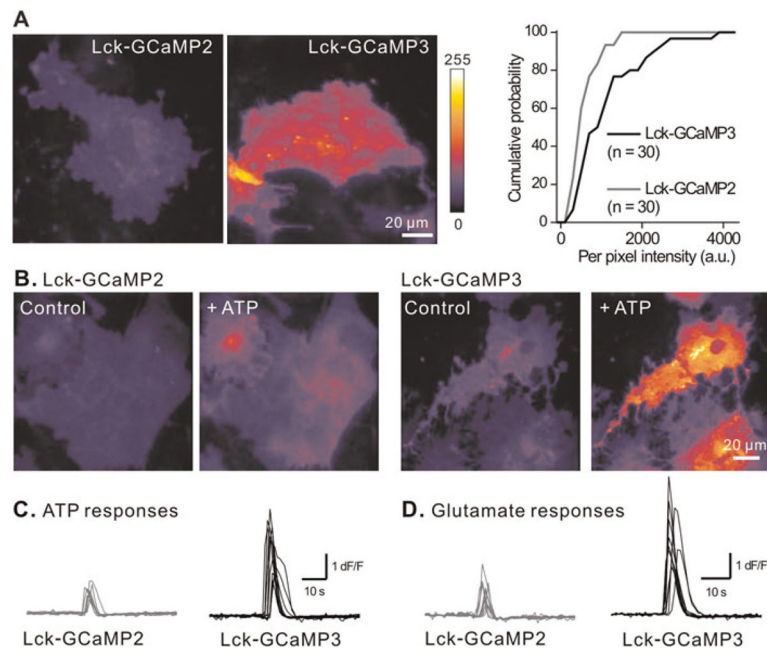 A
Lck-GCaMP2
Lck-GCaMP3
255
0
20 µm
100
80
60
40
20
0
Cumulative probability
Lck-GCaMP3
(n = 30)
Lck-GCaMP2
(n = 30)
0 2000 4000
Per pixel intensity (a.u.)
B. Lck-GCaMP2
Lck-GCaMP3
Control
+ ATP
Control
+ ATP
20 µm
C. ATP responses
1 dF/F
10 s
Lck-GCaMP2
Lck-GCaMP3
D. Glutamate responses
1 dF/F
10 s
Lck-GCaMP2
Lck-GCaMP3